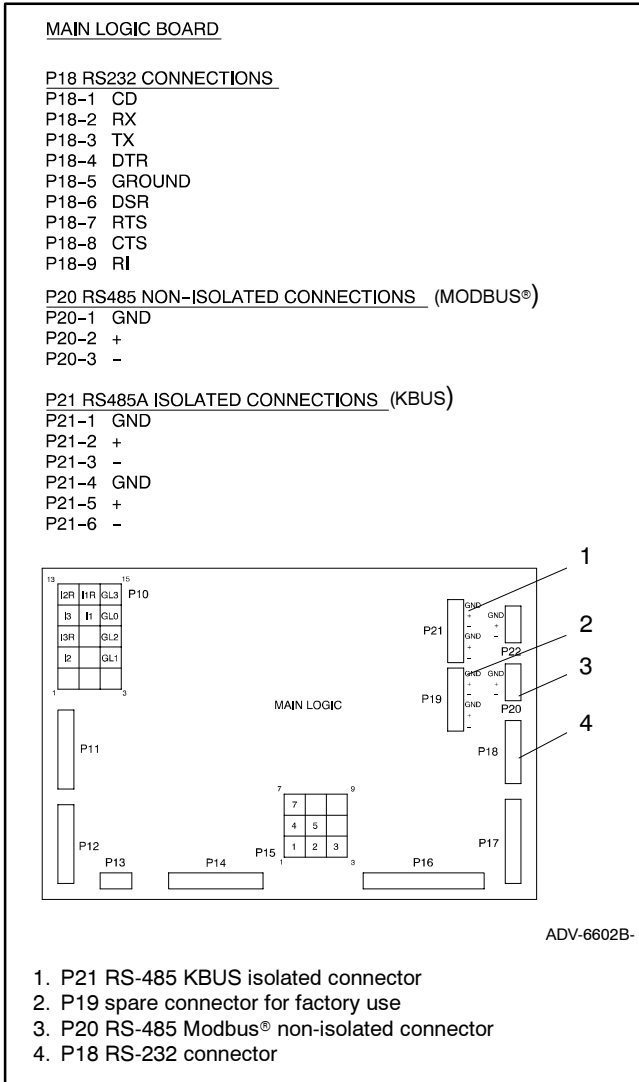 MAIN LOGIC BOARD
P18 RS232 CONNECTIONS
P18-1 CD
P18-2 RX
P18-3 TX
P18-4 DTR
P18-5 GROUND
P18-6 DSR
P18-7 RTS
P18-8 CTS
P18-9 RI
P20 RS485 NON-ISOLATED CONNECTIONS (MODBUS®)
P20-1 GND
P20-2 +
P20-3 -
P21 RS485A ISOLATED CONNECTIONS (KBUS)
P21-1 GND
P21-2 +
P21-3 -
P21-4 GND
P21-5 +
P21-6 -
1
13 15
I2R I1R GL3 P10
I3 I1 GL0
I3R GL2
I2 GL1
1 3
P21
GND
+
-
GND
+
-
GND
+
-
P22
2
P19
GND
+
-
GND
+
-
GND
+
-
P20
3
MAIN LOGIC
P18
4
P11
P12
P13
P14
7 9
7
4 5
P15 1 2 3
1 3
P16
P17
ADV-6602B-
1. P21 RS-485 KBUS isolated connector
2. P19 spare connector for factory use
3. P20 RS-485 Modbus® non-isolated connector
4. P18 RS-232 connector